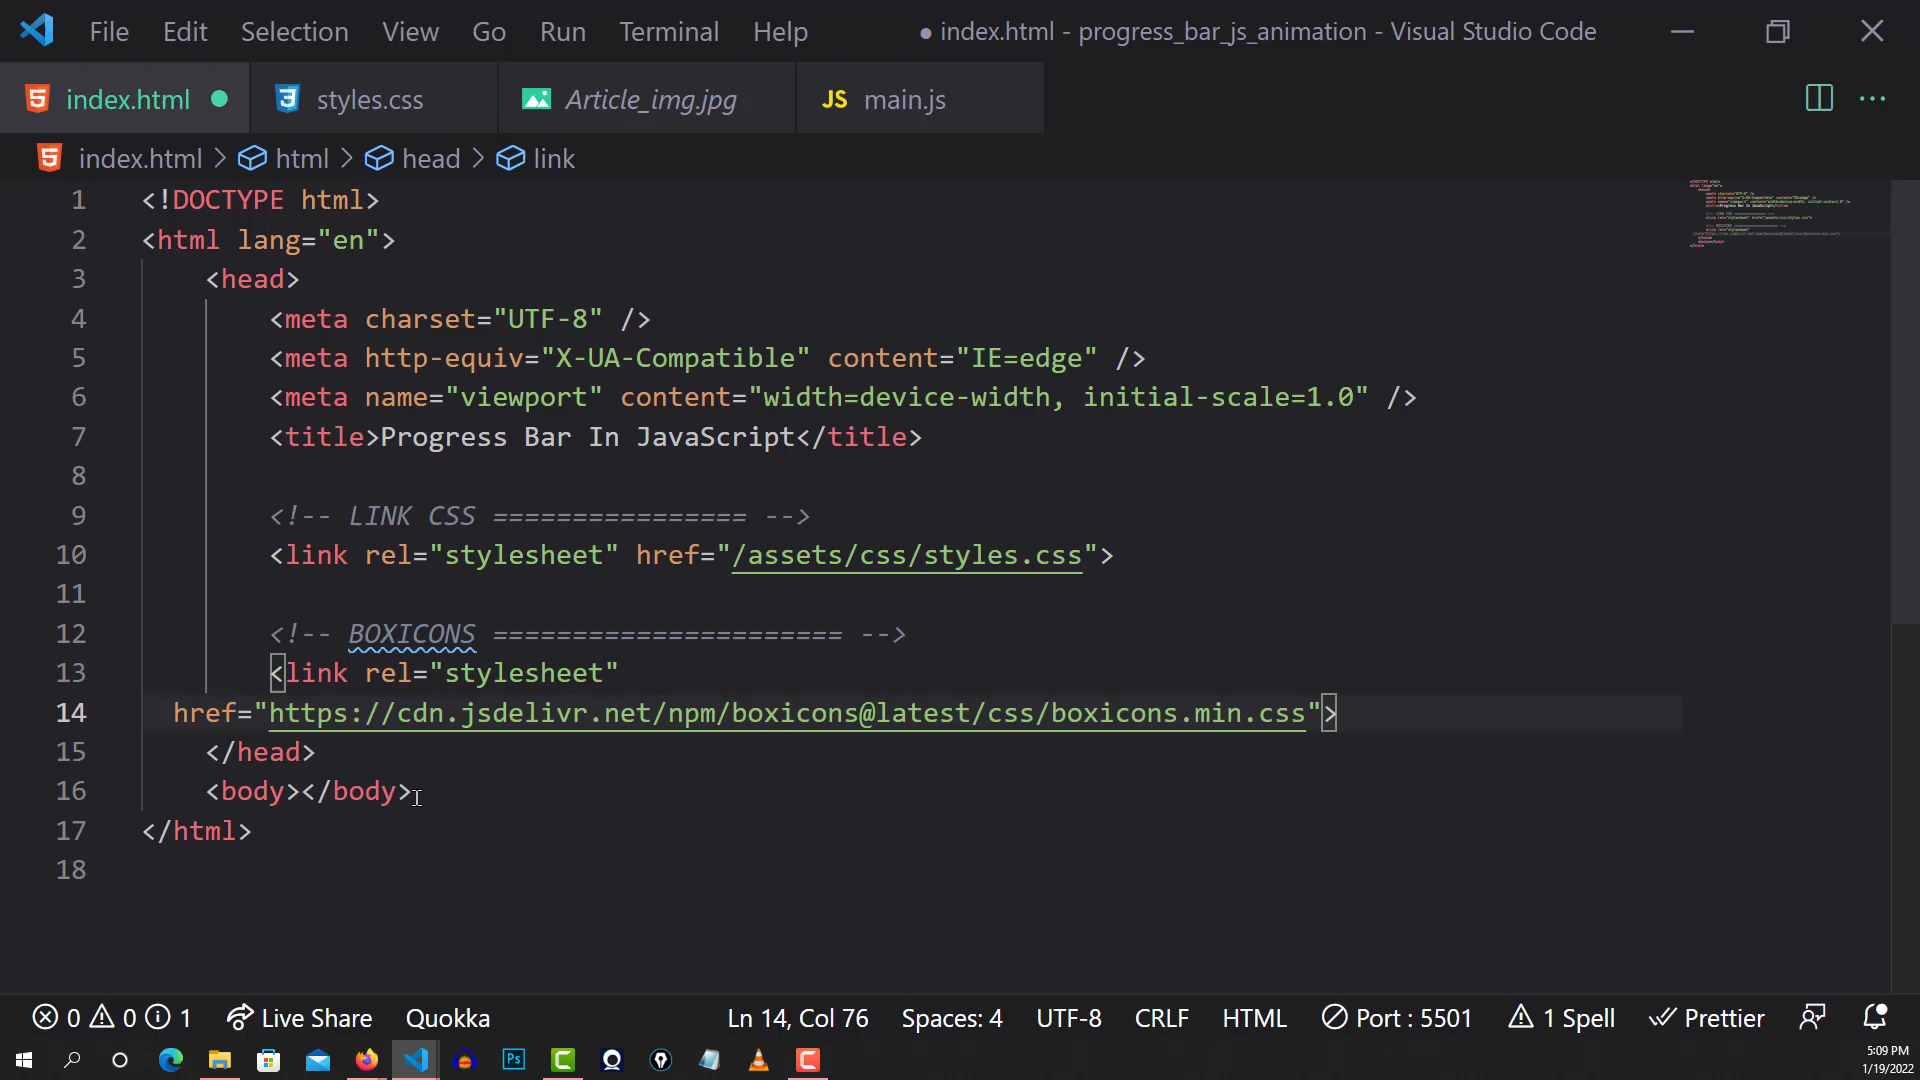 File Edit Selection View Go Run Terminal Help ● index.html - progress_bar_js_animation - Visual Studio Code
index.html styles.css Article_img.jpg JS main.js
index.html > html > head > link
1 <!DOCTYPE html>
2 <html lang="en">
3 <head>
4 <meta charset="UTF-8" />
5 <meta http-equiv="X-UA-Compatible" content="IE=edge" />
6 <meta name="viewport" content="width=device-width, initial-scale=1.0" />
7 <title>Progress Bar In JavaScript</title>
8
9 <!-- LINK CSS ================ -->
10 <link rel="stylesheet" href="/assets/css/styles.css">
11
12 <!-- BOXICONS ====================== -->
13 <link rel="stylesheet"
14 href="https://cdn.jsdelivr.net/npm/boxicons@latest/css/boxicons.min.css">
15 </head>
16 <body></body>
17 </html>
18
0 0 1 Live Share Quokka Ln 14, Col 76 Spaces: 4 UTF-8 CRLF HTML Port : 5501 1 Spell Prettier
5:09 PM
1/19/2022